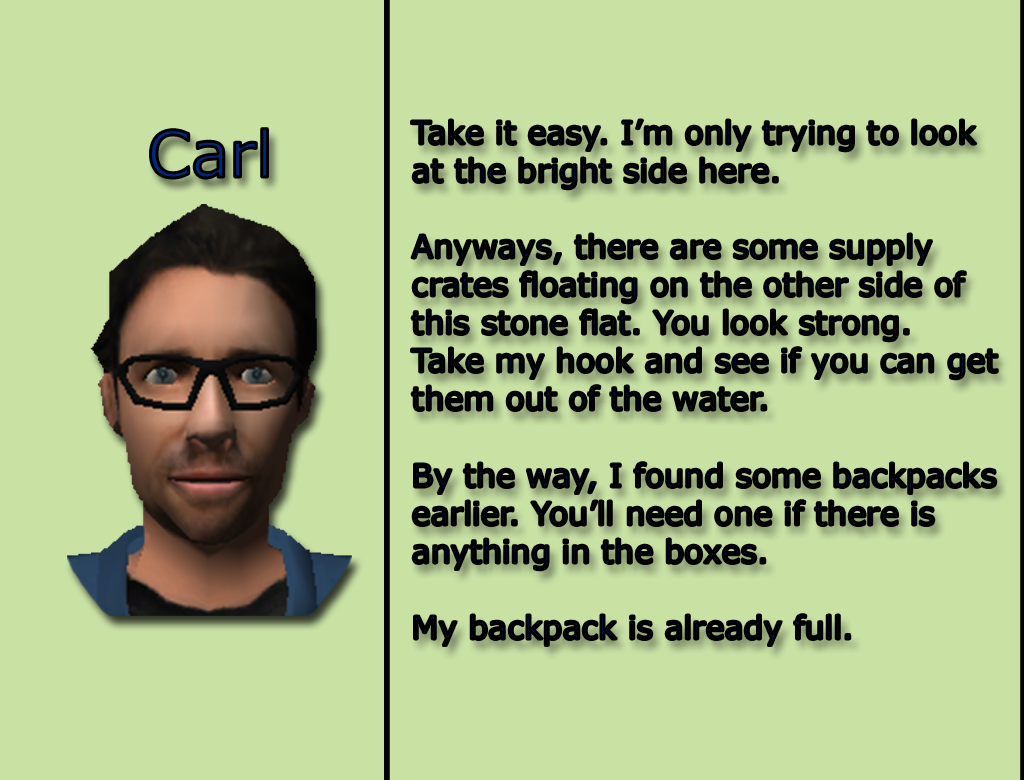 Carl
Take it easy. I’m only trying to look
at the bright side here.
Anyways, there are some supply
crates floating on the other side of
this stone flat. You look strong.
Take my hook and see if you can get
them out of the water.
By the way, I found some backpacks
earlier. You’ll need one if there is
anything in the boxes.
My backpack is already full.